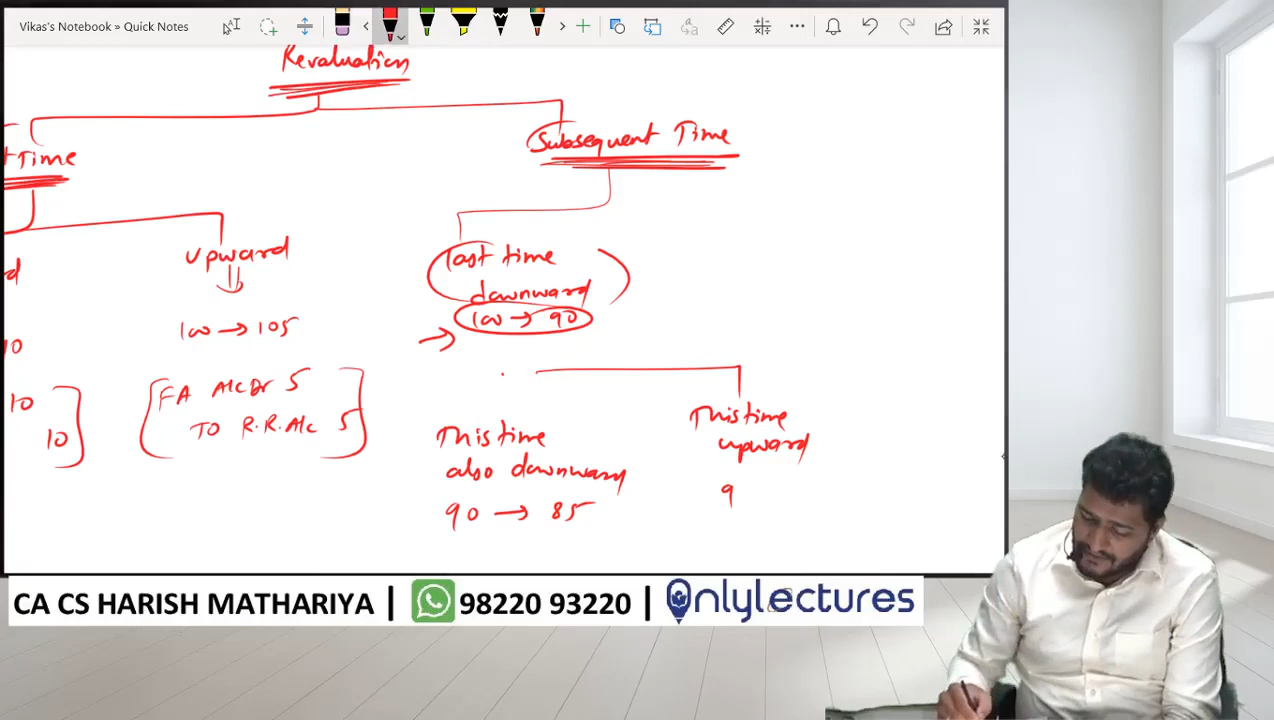 Vikas's Notebook » Quick Notes
Revaluation
t Time
Subsequent Time
d
upward
last time
downward
100 → 90
10
100 → 105
10
10
FA A/c Dr 5
TO R.R. A/c 5
This time
also downward
90 → 85
This time
upward
9
CA CS HARISH MATHARIYA | 98220 93220 | Onlylectures